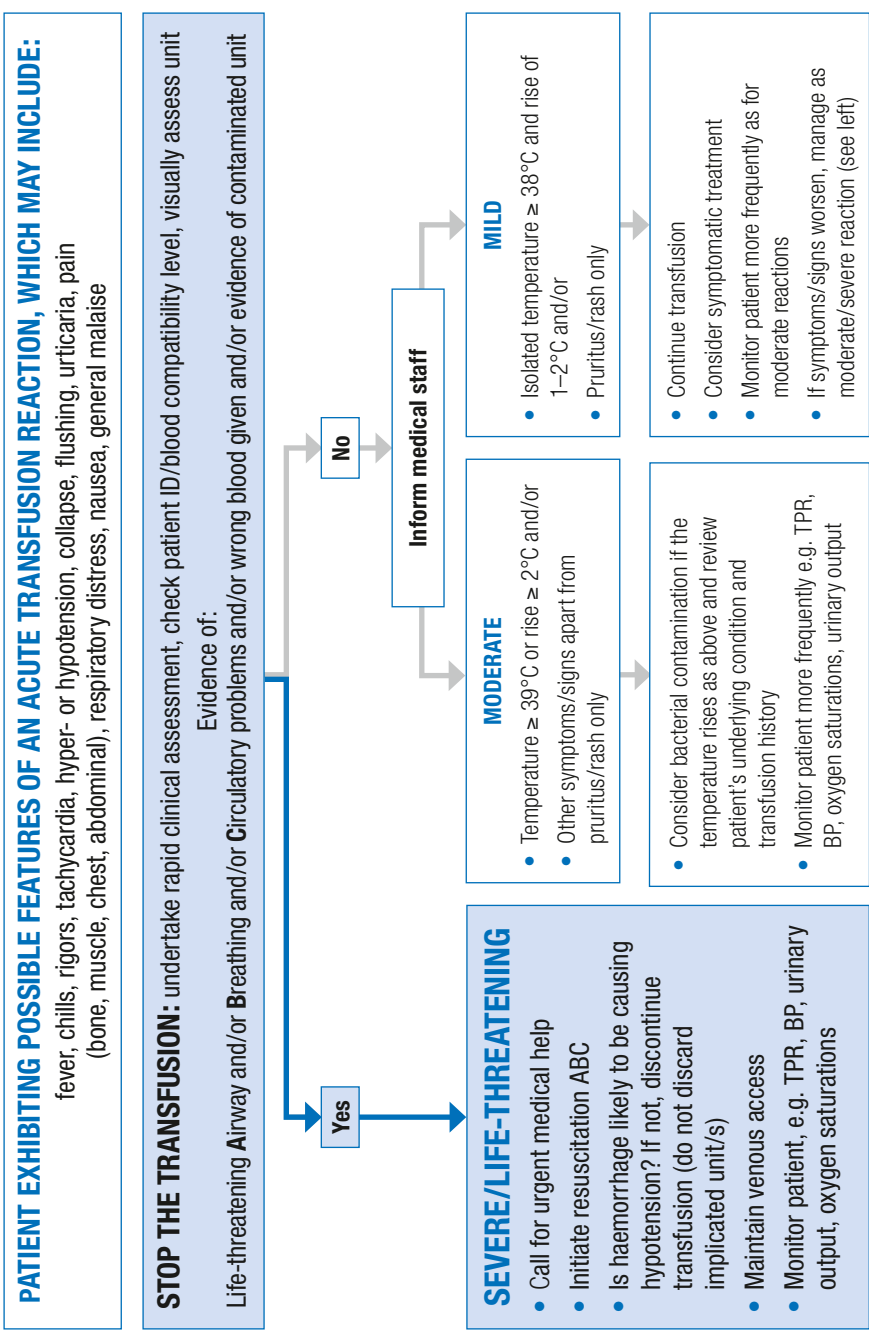 PATIENT EXHIBITING POSSIBLE FEATURES OF AN ACUTE TRANSFUSION REACTION, WHICH MAY INCLUDE:
fever, chills, rigors, tachycardia, hyper- or hypotension, collapse, flushing, urticaria, pain
(bone, muscle, chest, abdominal), respiratory distress, nausea, general malaise
STOP THE TRANSFUSION: undertake rapid clinical assessment, check patient ID/blood compatibility level, visually assess unit
Evidence of:
Life-threatening Airway and/or Breathing and/or Circulatory problems and/or wrong blood given and/or evidence of contaminated unit
Yes
No
Inform medical staff
SEVERE/LIFE-THREATENING
• Call for urgent medical help
• Initiate resuscitation ABC
• Is haemorrhage likely to be causing
hypotension? If not, discontinue
transfusion (do not discard
implicated unit/s)
• Maintain venous access
• Monitor patient, e.g. TPR, BP, urinary
output, oxygen saturations
MODERATE
• Temperature ≥ 39°C or rise ≥ 2°C and/or
• Other symptoms/signs apart from
pruritus/rash only
• Consider bacterial contamination if the
temperature rises as above and review
patient's underlying condition and
transfusion history
• Monitor patient more frequently e.g. TPR,
BP, oxygen saturations, urinary output
MILD
• Isolated temperature ≥ 38°C and rise of
1–2°C and/or
• Pruritus/rash only
• Continue transfusion
• Consider symptomatic treatment
• Monitor patient more frequently as for
moderate reactions
• If symptoms/signs worsen, manage as
moderate/severe reaction (see left)